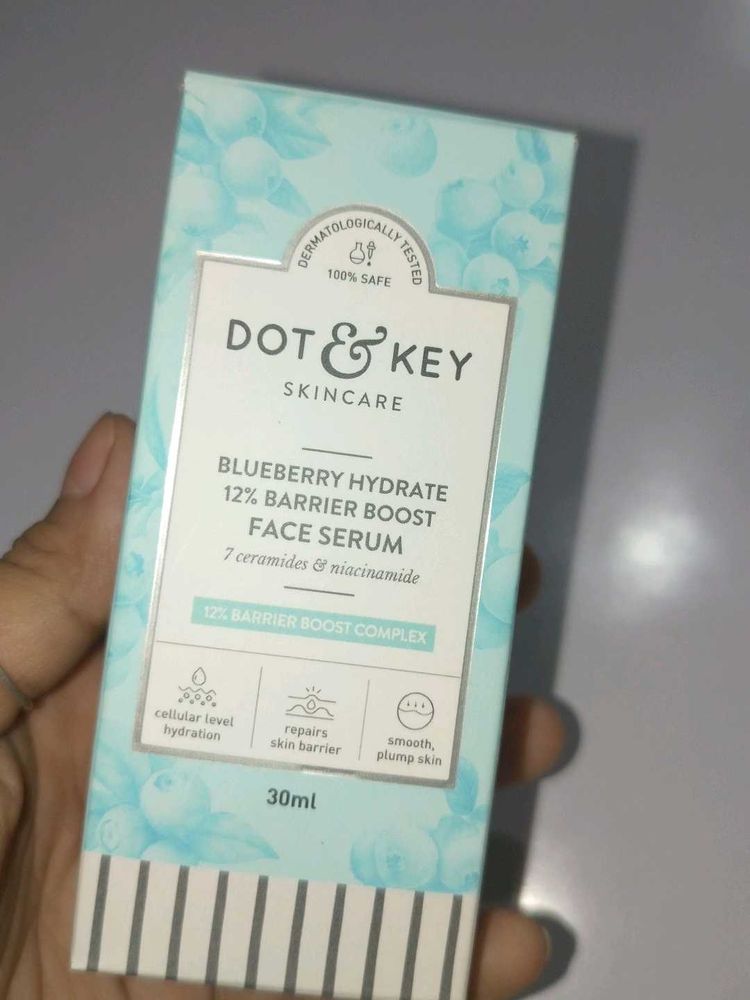 DERMATOLOGICALLY TESTED
100% SAFE
DOT & KEY
SKINCARE
BLUEBERRY HYDRATE
12% BARRIER BOOST
FACE SERUM
7 ceramides & niacinamide
12% BARRIER BOOST COMPLEX
cellular level
hydration
repairs
skin barrier
smooth,
plump skin
30ml